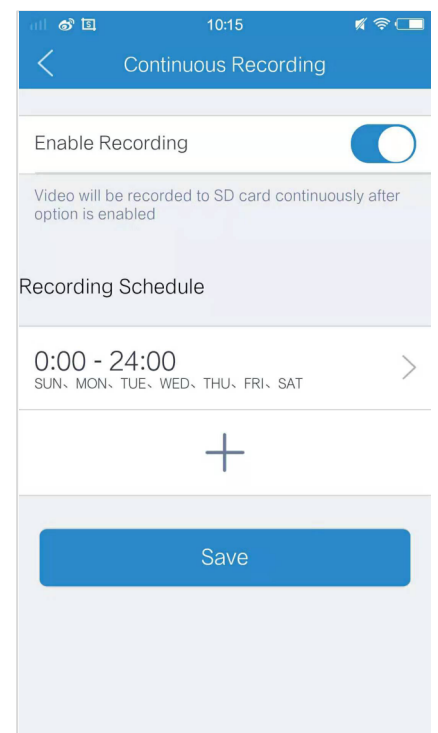 10:15
Continuous Recording
Enable Recording
Video will be recorded to SD card continuously after
option is enabled
Recording Schedule
0:00 - 24:00
SUN、MON、TUE、WED、THU、FRI、SAT
Save